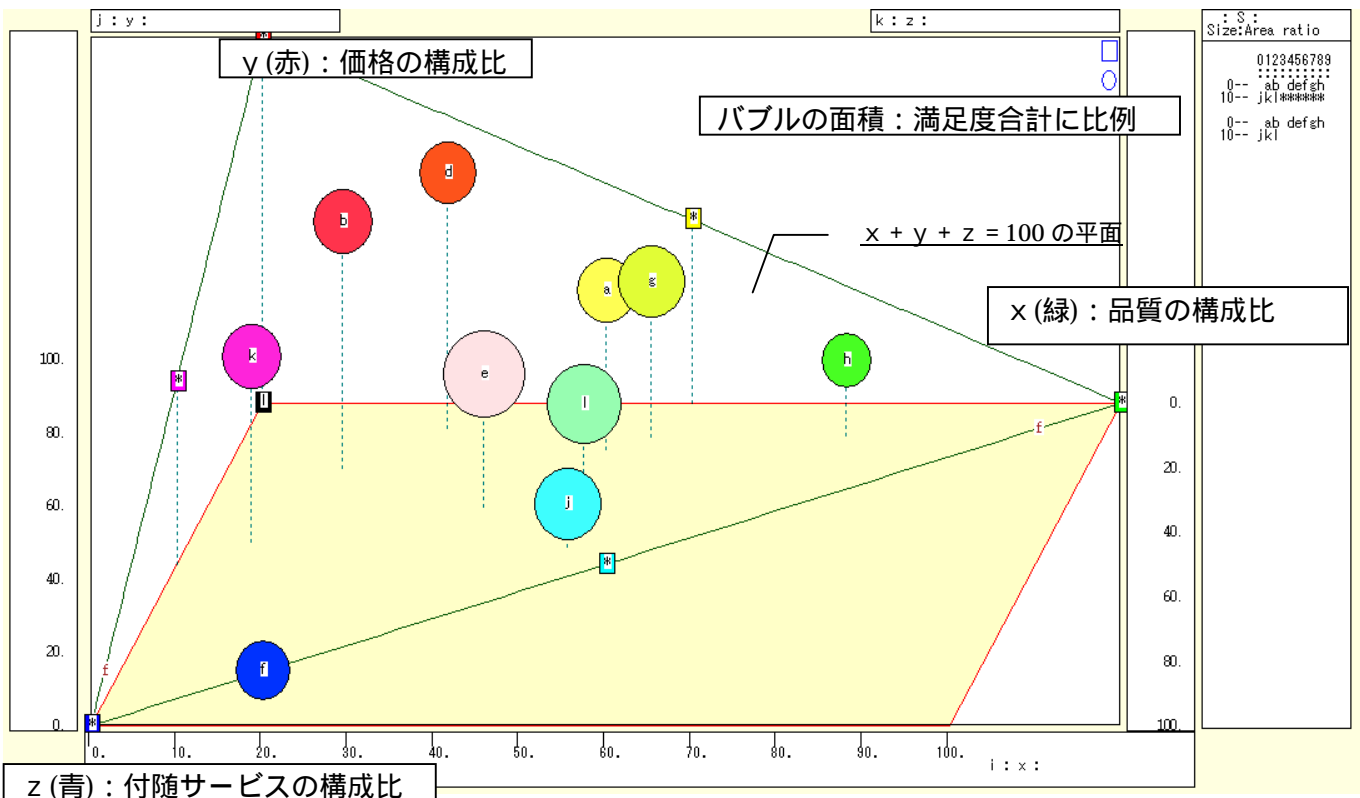 j : y :
k : z :
: S :
Size:Area ratio
0123456789
::::::::::
0-- ab defgh
10-- jkl******
0-- ab defgh
10-- jkl
y (赤)：価格の構成比
バブルの面積：満足度合計に比例
x + y + z = 100 の平面
x (緑)：品質の構成比
d
b
*
a
g
k
h
*
e
l
l
*
f
j
*
f
f
*
100.
80.
60.
40.
20.
0.
0.
20.
40.
60.
80.
100.
0. 10. 20. 30. 40. 50. 60. 70. 80. 90. 100.
i : x :
z (青)：付随サービスの構成比